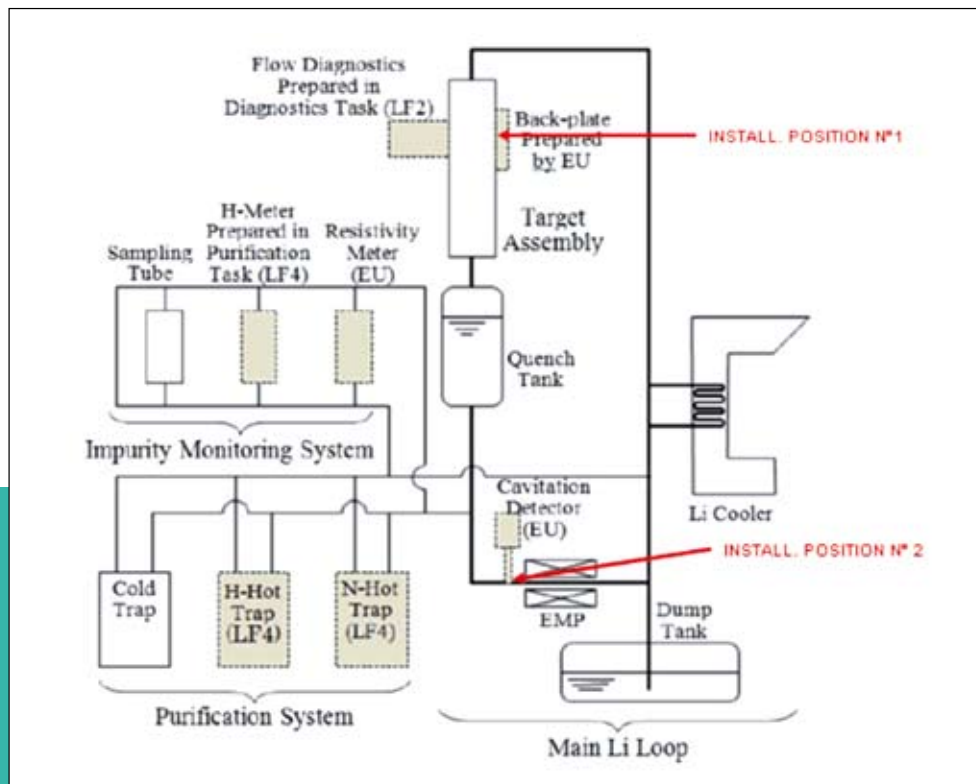 Flow Diagnostics
Prepared in
Diagnostics Task (LF2)
Back-plate
Prepared
by EU
INSTALL. POSITION N° 1
H-Meter
Prepared in
Purification
Task (LF4)
Resistivity
Meter
(EU)
Sampling
Tube
Target
Assembly
Quench
Tank
Impurity Monitoring System
Cavitation
Detector
(EU)
Li Cooler
INSTALL. POSITION N° 2
Cold
Trap
H-Hot
Trap
(LF4)
N-Hot
Trap
(LF4)
EMP
Dump
Tank
Purification System
Main Li Loop